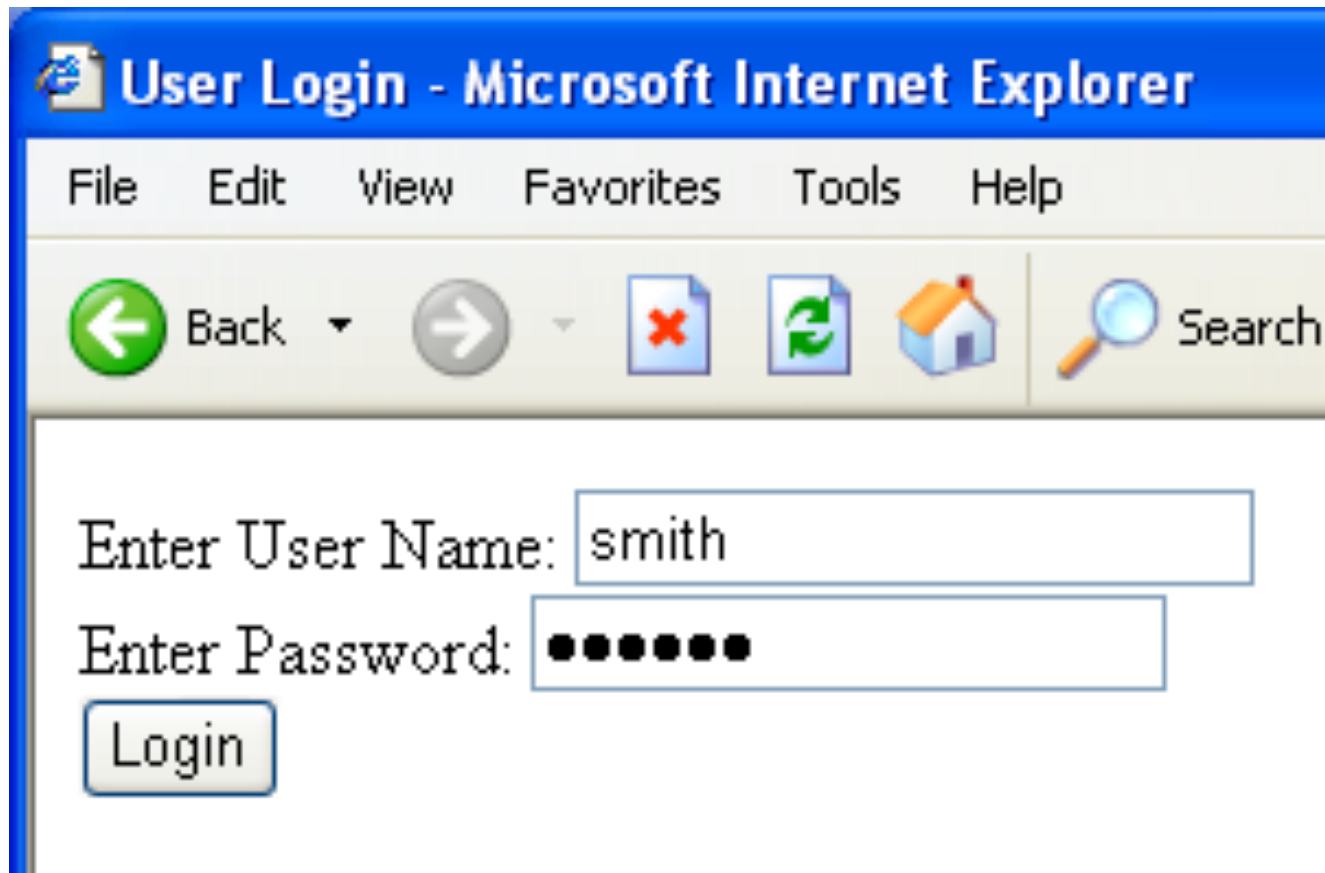 User Login - Microsoft Internet Explorer
File Edit View Favorites Tools Help
Back Search
Enter User Name: smith
Enter Password: ●●●●●●
Login